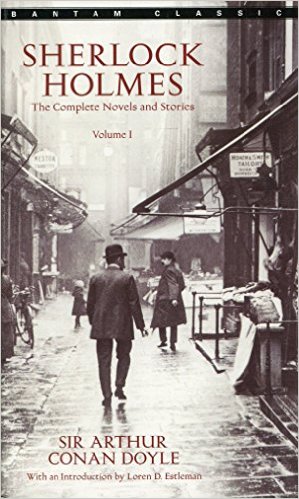 BANTAM CLASSIC
SHERLOCK
HOLMES
The Complete Novels and Stories
Volume I
SIR ARTHUR
CONAN DOYLE
With an Introduction by Loren D. Estleman